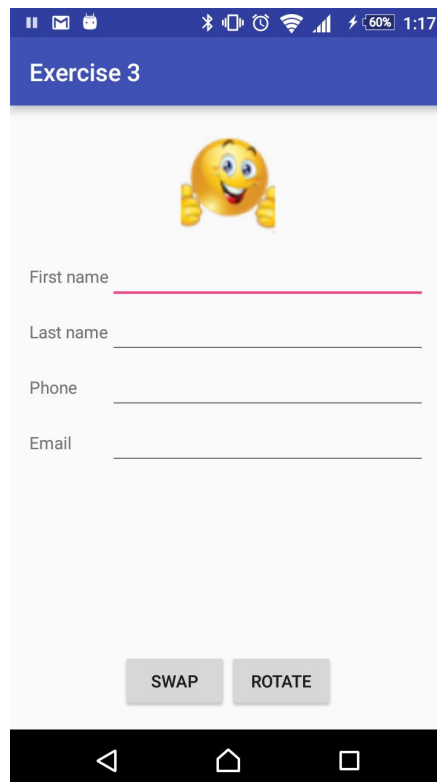 60% 1:17
Exercise 3
First name
Last name
Phone
Email
SWAP ROTATE